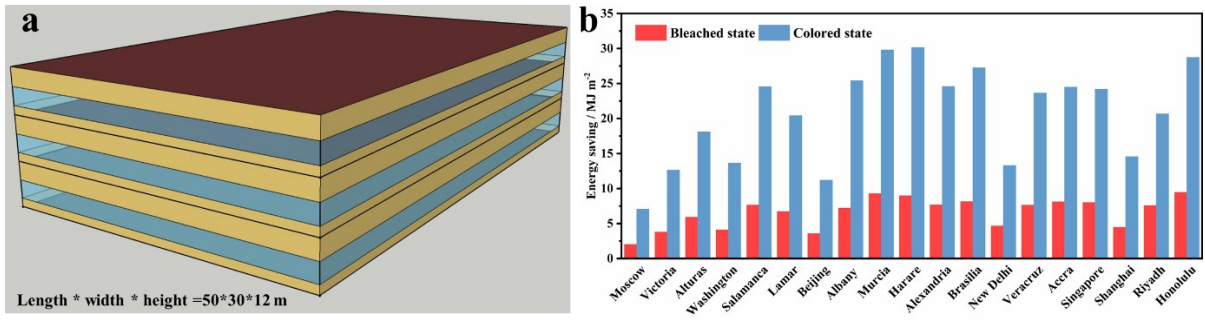 a
Length * width * height =50*30*12 m
b
Bleached state Colored state
Energy saving / MJ m⁻²
35
30
25
20
15
10
5
0
Moscow
Victoria
Alturas
Washington
Salamanca
Lamar
Beijing
Albany
Murcia
Harare
Alexandria
Brasilia
New Delhi
Veracruz
Accra
Singapore
Shanghai
Riyadh
Honolulu